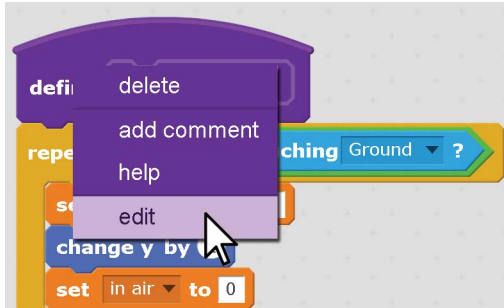 defi delete
add comment
repe ching Ground ?
help
se edit
change y by
set in air to 0